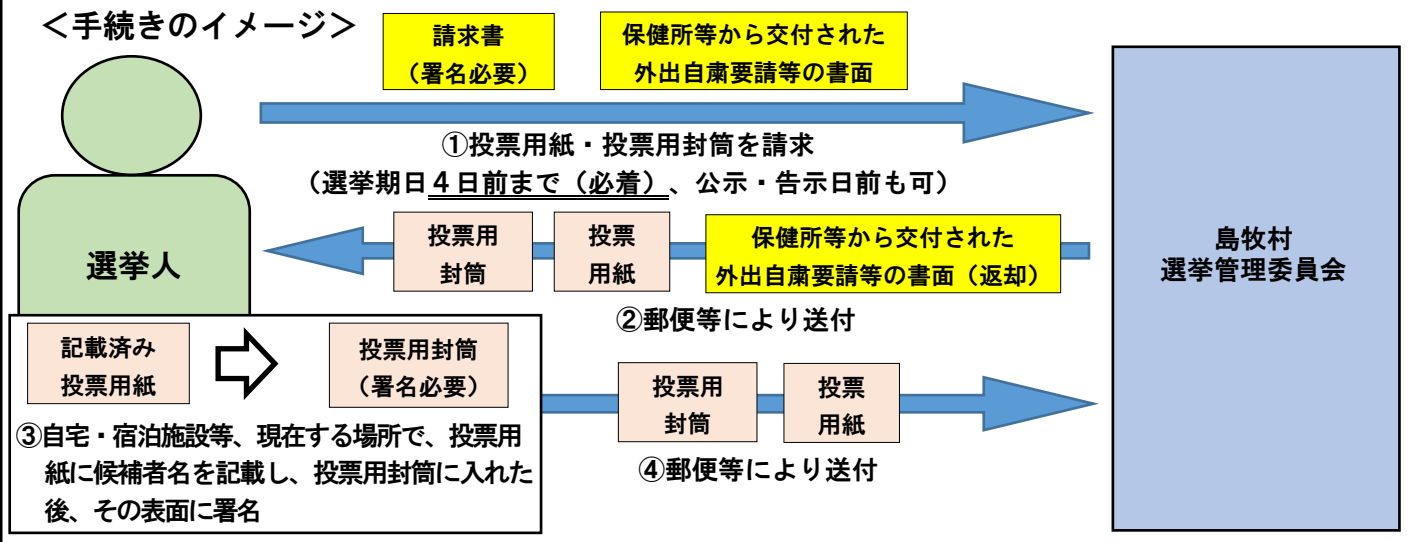 ＜手続きのイメージ＞
請求書
（署名必要）
保健所等から交付された
外出自粛要請等の書面
①投票用紙・投票用封筒を請求
（選挙期日４日前まで（必着）、公示・告示日前も可）
選挙人
投票用
封筒
投票
用紙
保健所等から交付された
外出自粛要請等の書面（返却）
②郵便等により送付
島牧村
選挙管理委員会
記載済み
投票用紙
投票用封筒
（署名必要）
③自宅・宿泊施設等、現在する場所で、投票用
紙に候補者名を記載し、投票用封筒に入れた
後、その表面に署名
投票用
封筒
投票
用紙
④郵便等により送付